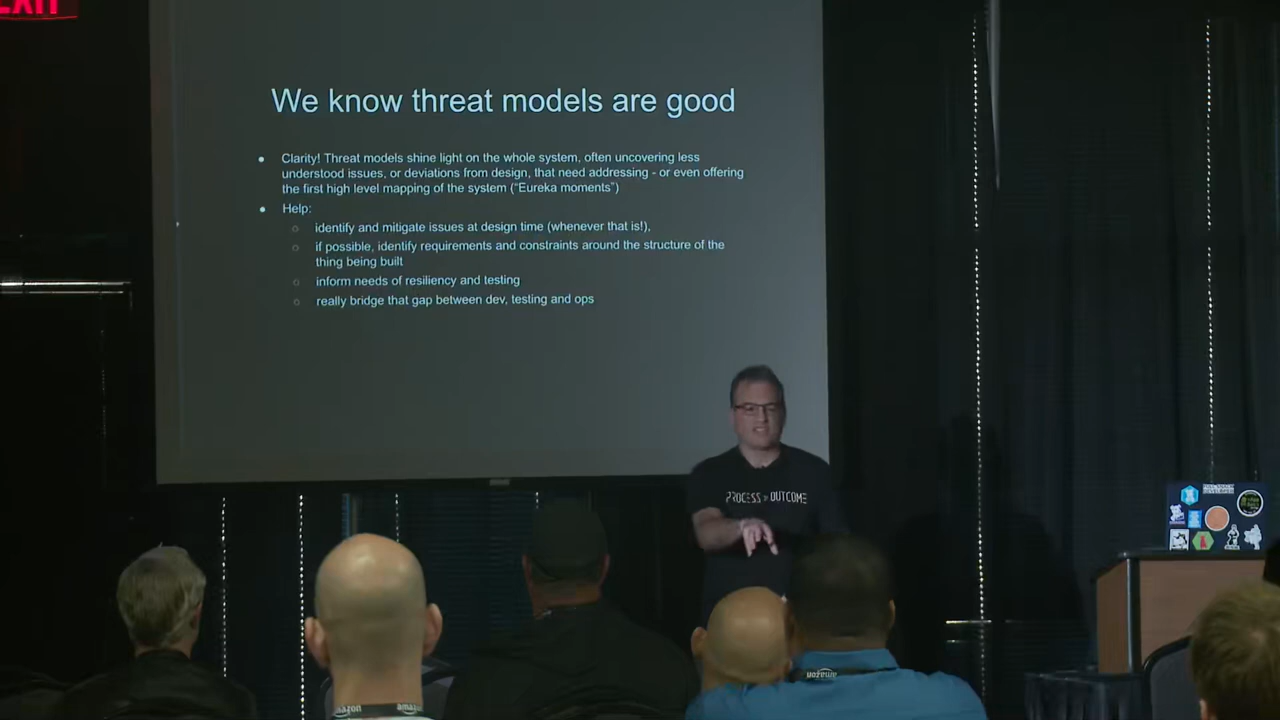 EXIT
We know threat models are good
Clarity! Threat models shine light on the whole system, often uncovering less
understood issues, or deviations from design, that need addressing - or even offering
the first high level mapping of the system ("Eureka moments")
Help:
identify and mitigate issues at design time (whenever that is!),
if possible, identify requirements and constraints around the structure of the
thing being built
inform needs of resiliency and testing
really bridge that gap between dev, testing and ops
PROCESS > OUTCOME
amazon
amazon